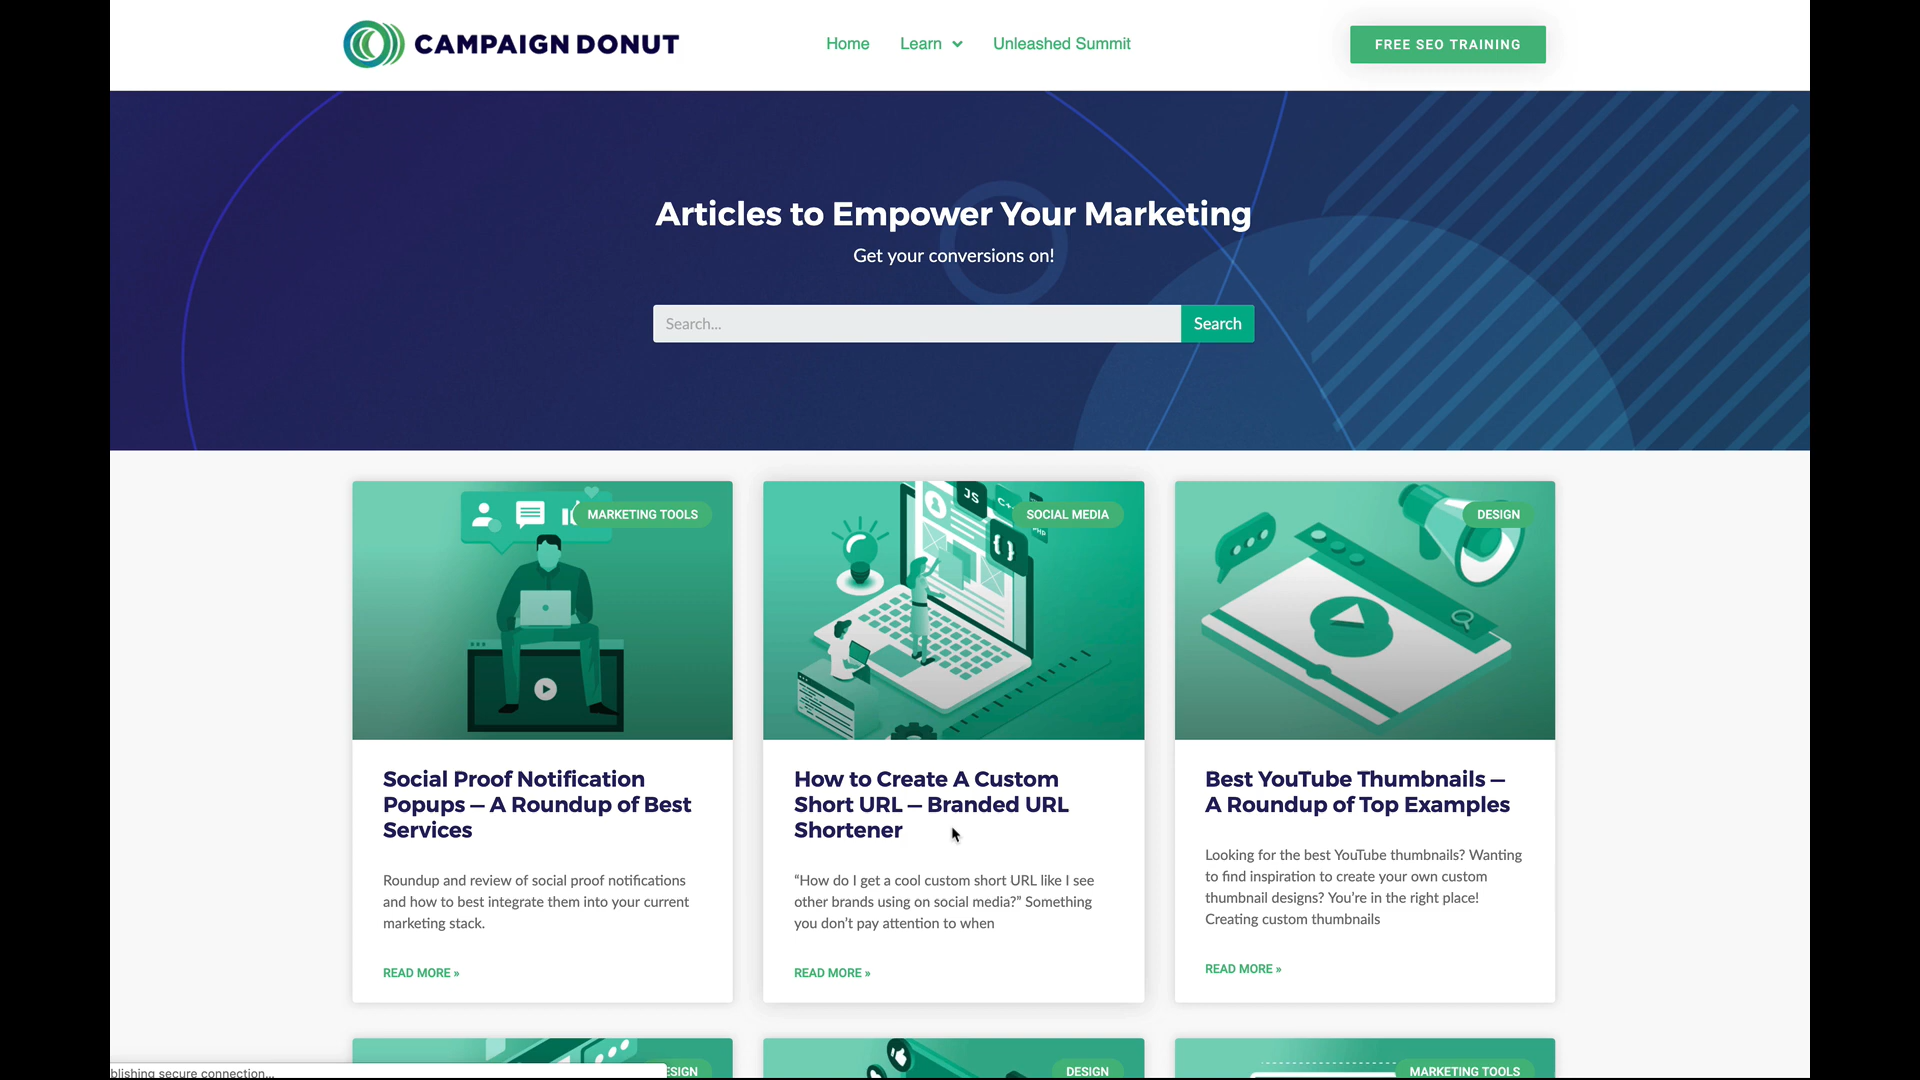 CAMPAIGN DONUT
Home
Learn
Unleashed Summit
FREE SEO TRAINING
Articles to Empower Your Marketing
Get your conversions on!
Search...
Search
MARKETING TOOLS
Social Proof Notification
Popups — A Roundup of Best
Services
Roundup and review of social proof notifications
and how to best integrate them into your current
marketing stack.
READ MORE »
JS
C++
PHP
{}
SOCIAL MEDIA
How to Create A Custom
Short URL — Branded URL
Shortener
“How do I get a cool custom short URL like I see
other brands using on social media?” Something
you don’t pay attention to when
READ MORE »
DESIGN
Best YouTube Thumbnails —
A Roundup of Top Examples
Looking for the best YouTube thumbnails? Wanting
to find inspiration to create your own custom
thumbnail designs? You’re in the right place!
Creating custom thumbnails
READ MORE »
ESIGN
DESIGN
MARKETING TOOLS
blishing secure connection...